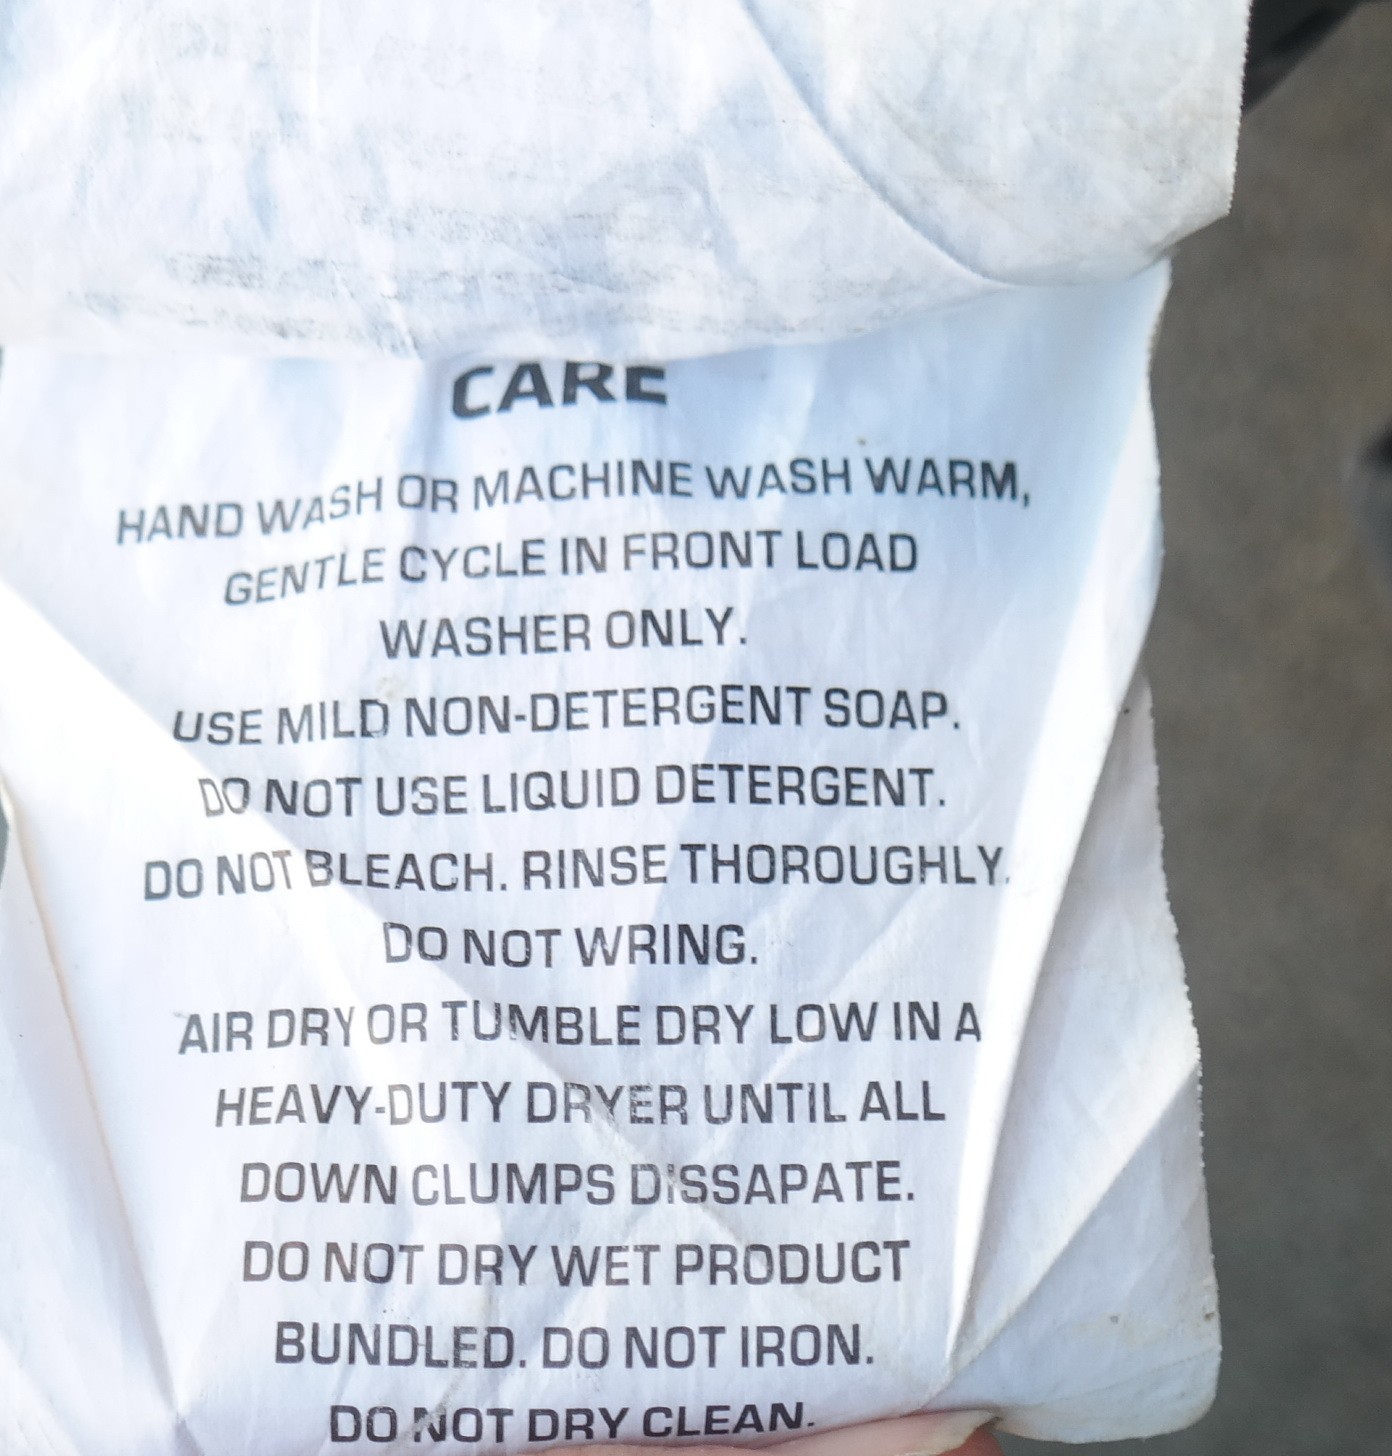 CARE
HAND WASH OR MACHINE WASH WARM,
GENTLE CYCLE IN FRONT LOAD
WASHER ONLY.
USE MILD NON-DETERGENT SOAP.
DO NOT USE LIQUID DETERGENT.
DO NOT BLEACH. RINSE THOROUGHLY.
DO NOT WRING.
AIR DRY OR TUMBLE DRY LOW IN A
HEAVY-DUTY DRYER UNTIL ALL
DOWN CLUMPS DISSAPATE.
DO NOT DRY WET PRODUCT
BUNDLED. DO NOT IRON.
DO NOT DRY CLEAN.